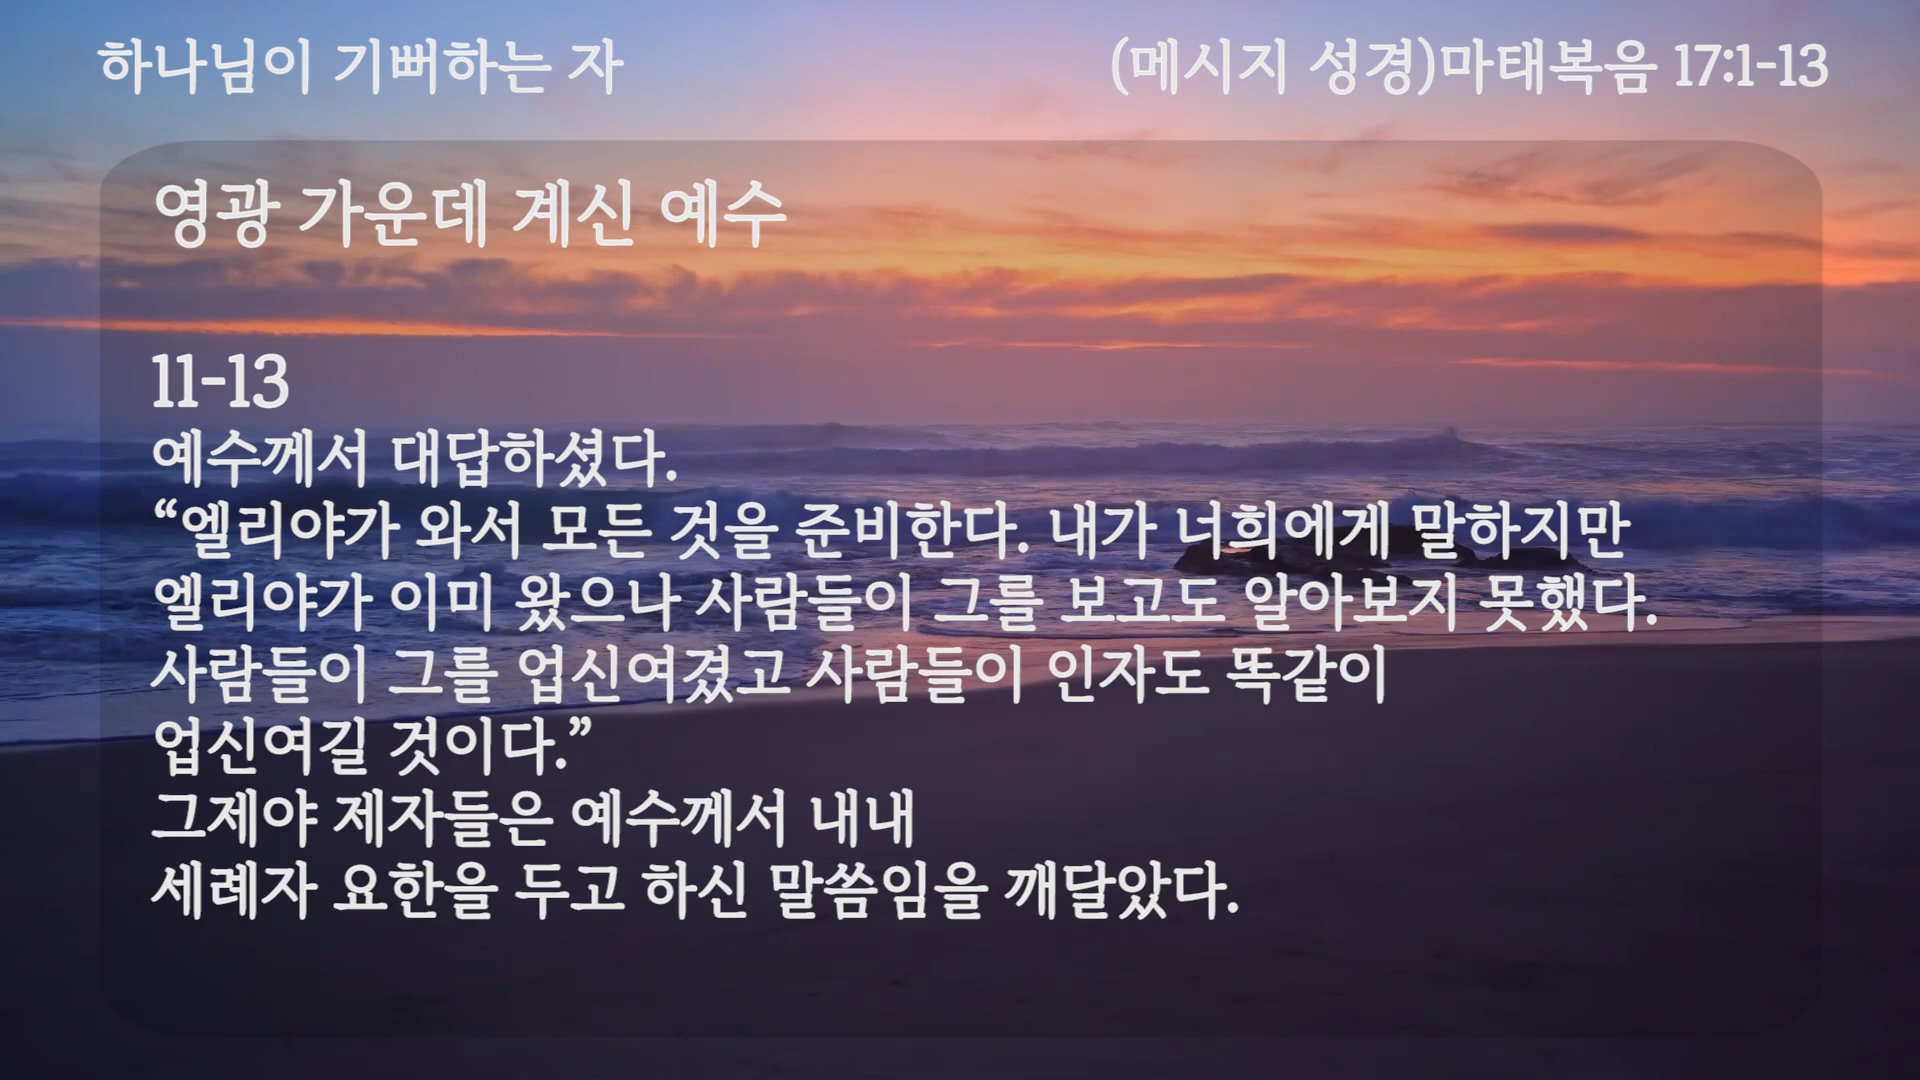 하나님이 기뻐하는 자
(메시지 성경)마태복음 17:1-13
영광 가운데 계신 예수
11-13
예수께서 대답하셨다.
“엘리야가 와서 모든 것을 준비한다. 내가 너희에게 말하지만
엘리야가 이미 왔으나 사람들이 그를 보고도 알아보지 못했다.
사람들이 그를 업신여겼고 사람들이 인자도 똑같이
업신여길 것이다.”
그제야 제자들은 예수께서 내내
세례자 요한을 두고 하신 말씀임을 깨달았다.